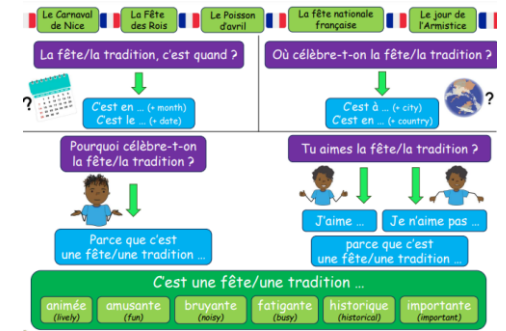 Le Carnaval
de Nice
La Fête
des Rois
Le Poisson
d'avril
La fête nationale
française
Le jour de
l'Armistice
La fête/la tradition, c'est quand ?
Où célèbre-t-on la fête/la tradition ?
?
C'est en ... (+ month)
C'est le ... (+ date)
C'est à ... (+ city)
C'est en ... (+ country)
?
Pourquoi célèbre-t-on
la fête/la tradition ?
Tu aimes la fête/la tradition ?
J'aime ...
Je n'aime pas ...
Parce que c'est
une fête/une tradition ...
parce que c'est
une fête/une tradition ...
C'est une fête/une tradition ...
animée
(lively)
amusante
(fun)
bruyante
(noisy)
fatigante
(busy)
historique
(historical)
importante
(important)